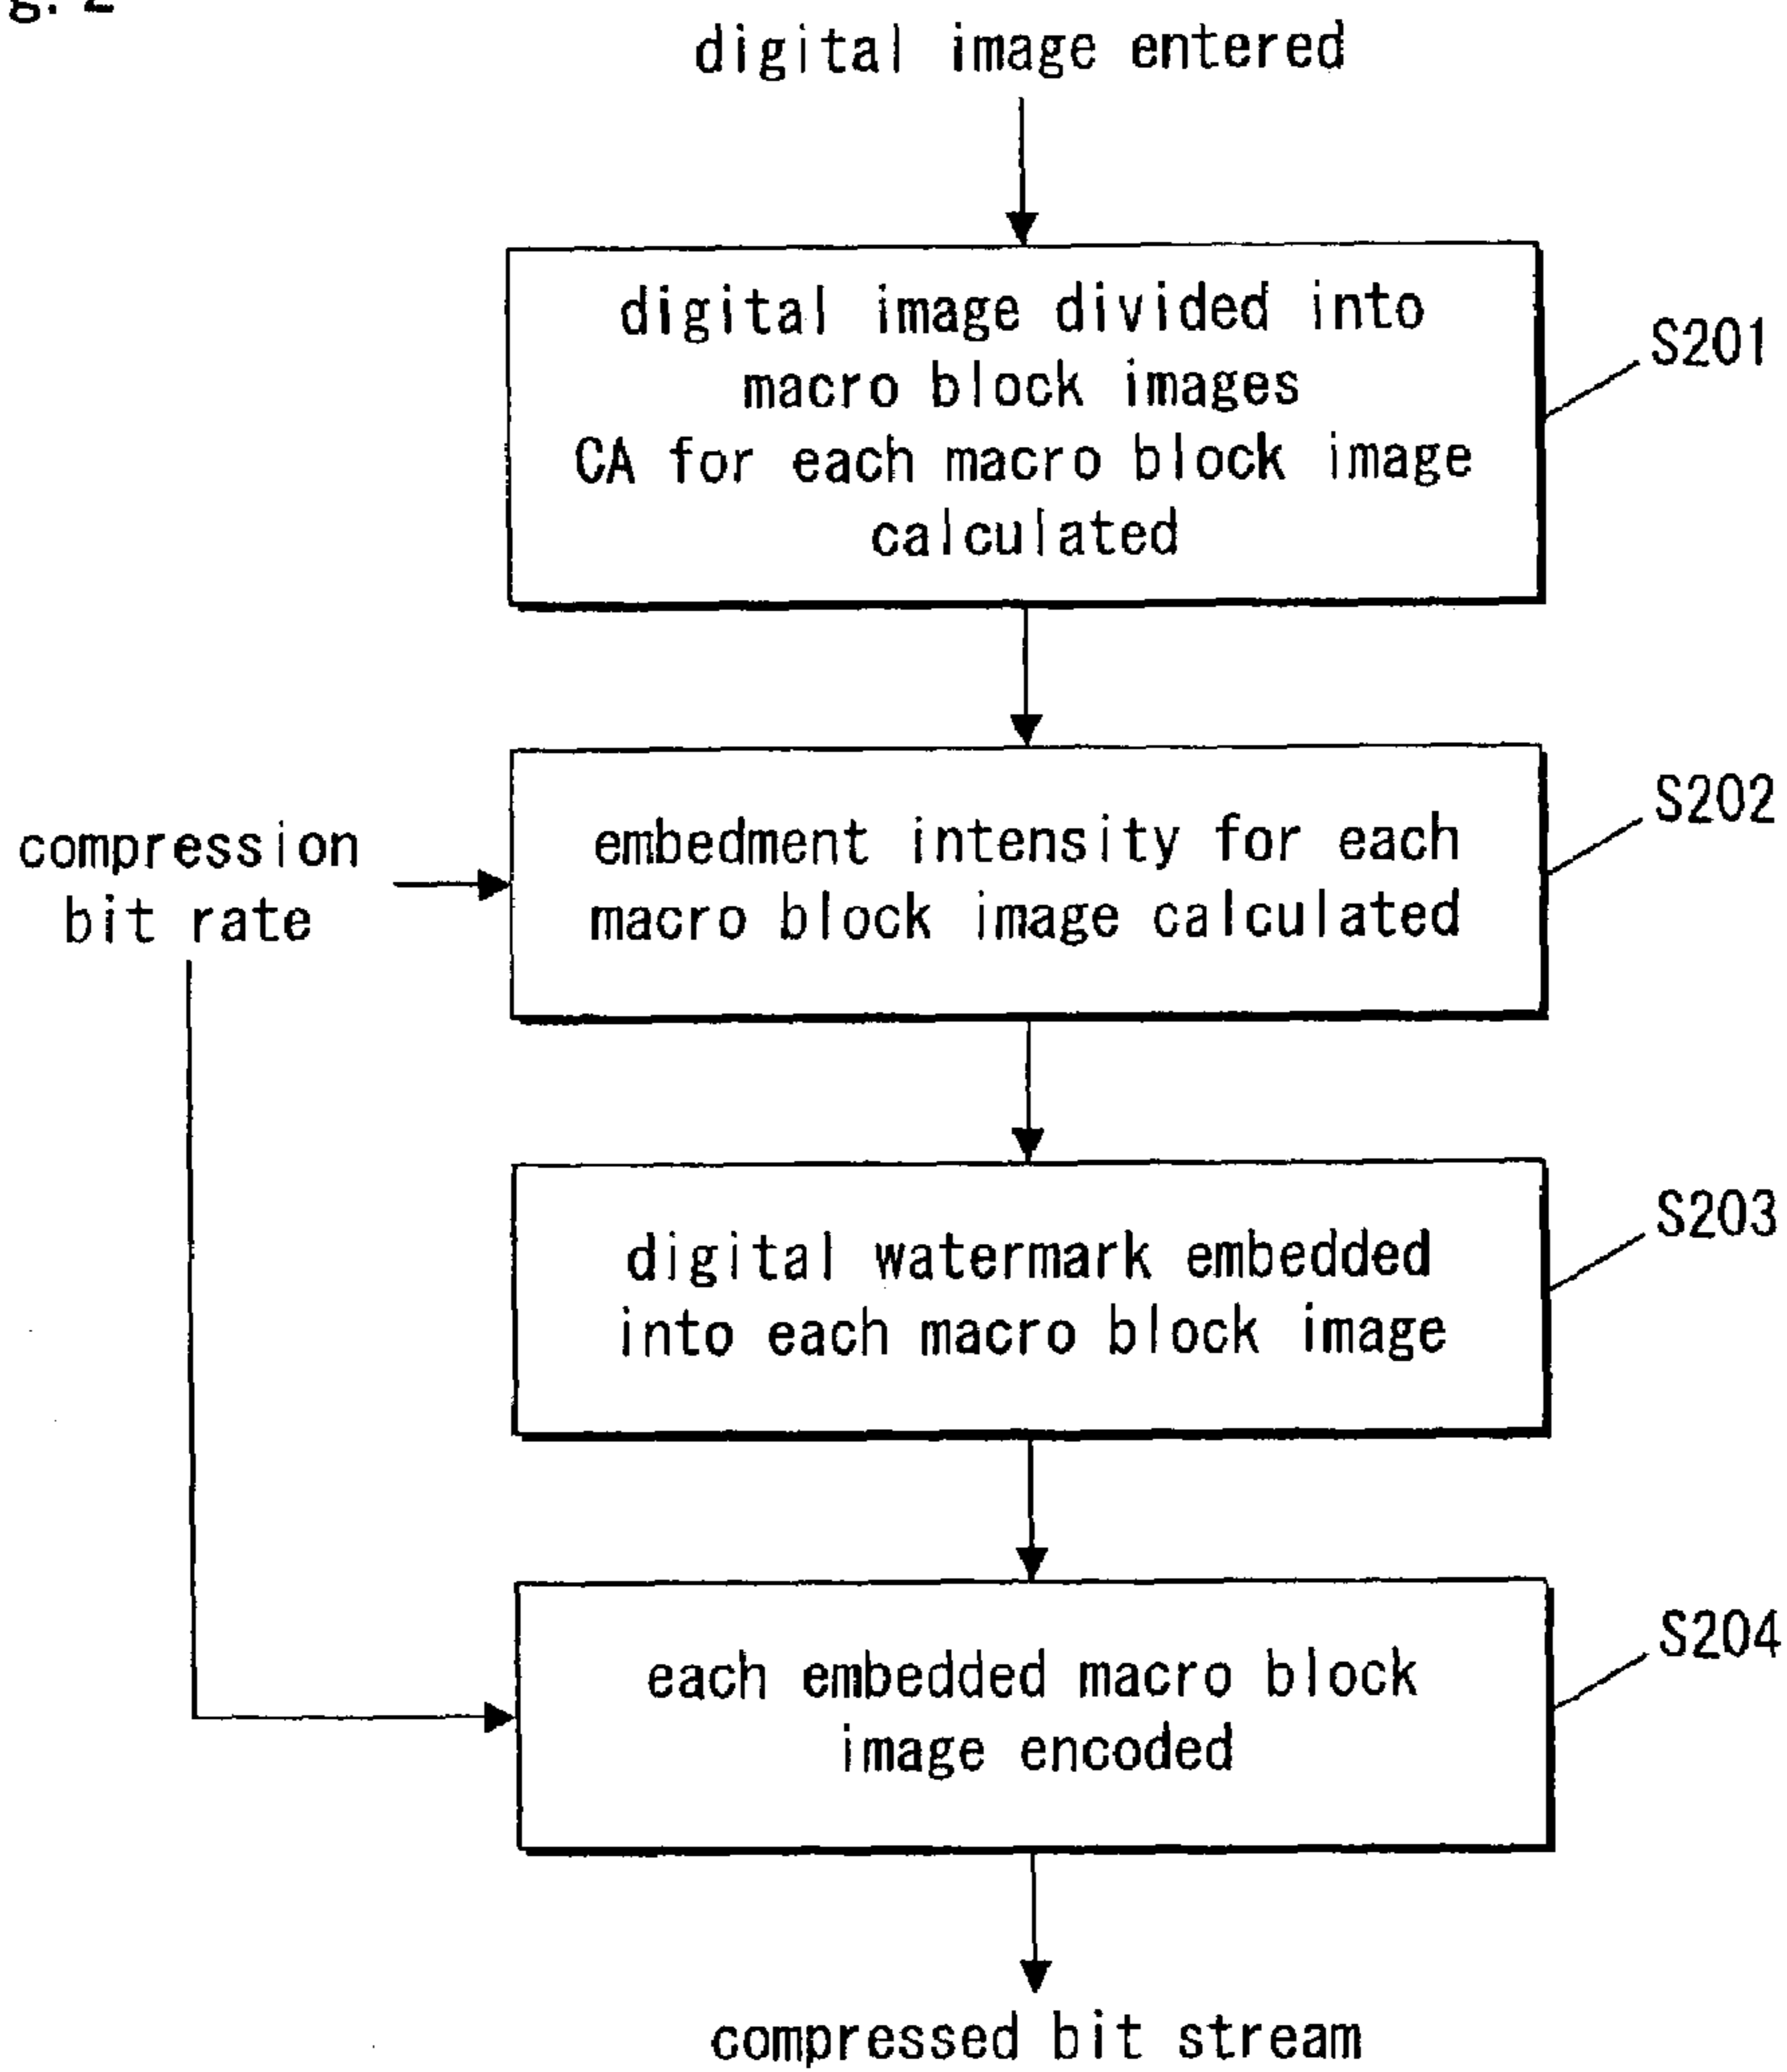 g. 2
digital image entered
digital image divided into
macro block images
CA for each macro block image
calculated
S201
compression
bit rate
embedment intensity for each
macro block image calculated
S202
digital watermark embedded
into each macro block image
S203
each embedded macro block
image encoded
S204
compressed bit stream